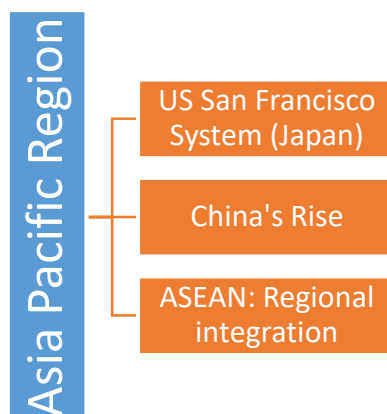 Asia Pacific Region
US San Francisco
System (Japan)
China's Rise
ASEAN: Regional
integration